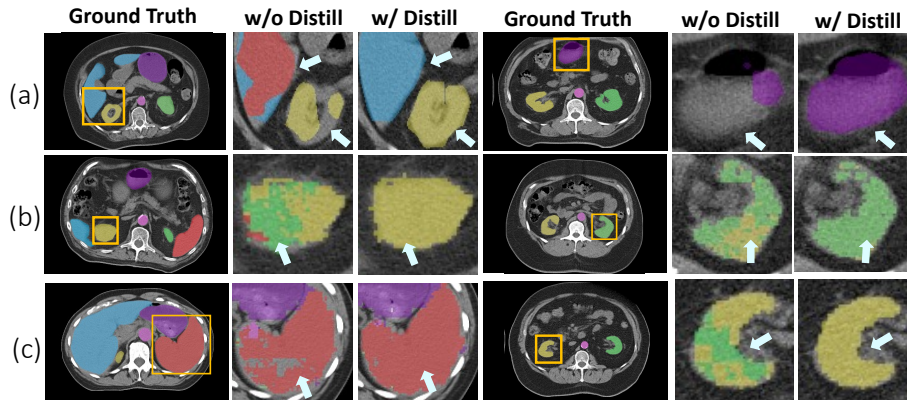 Ground Truth w/o Distill w/ Distill Ground Truth w/o Distill w/ Distill
(a)
(b)
(c)